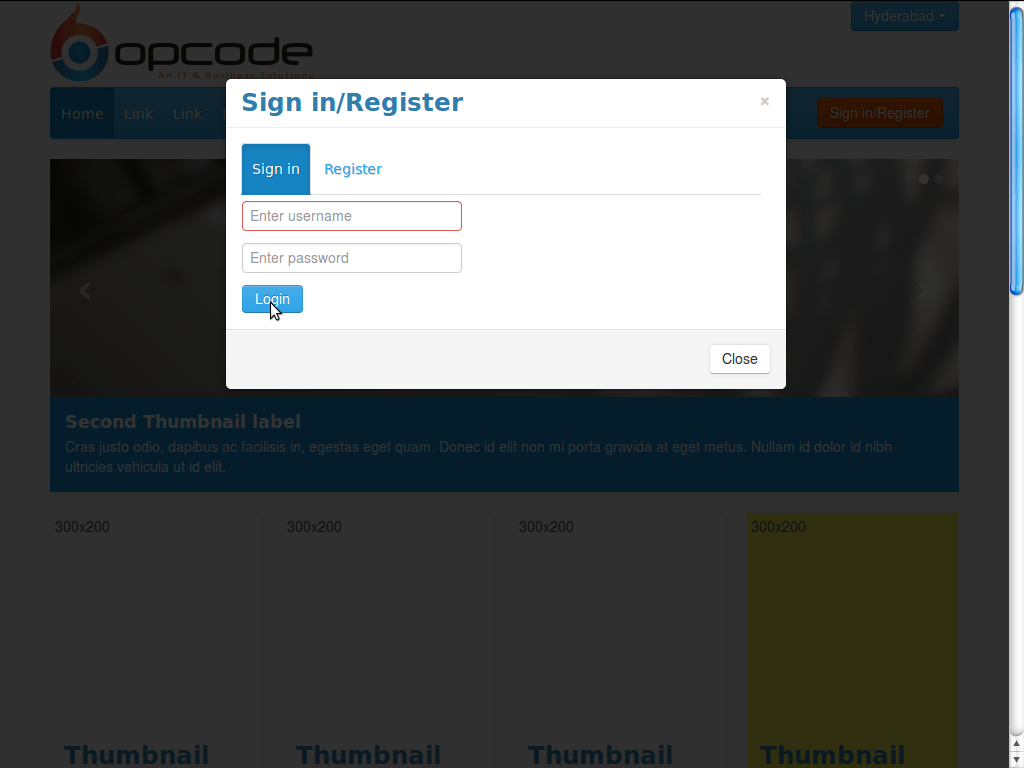 Hyderabad
opcode
An IT & Business Solutions
Home Link Link Sign in/Register
Sign in/Register ×
Sign in Register
Enter username
Enter password
Login
Close
Second Thumbnail label
Cras justo odio, dapibus ac facilisis in, egestas eget quam. Donec id elit non mi porta gravida at eget metus. Nullam id dolor id nibh
ultricies vehicula ut id elit.
300x200 300x200 300x200 300x200
Thumbnail Thumbnail Thumbnail Thumbnail